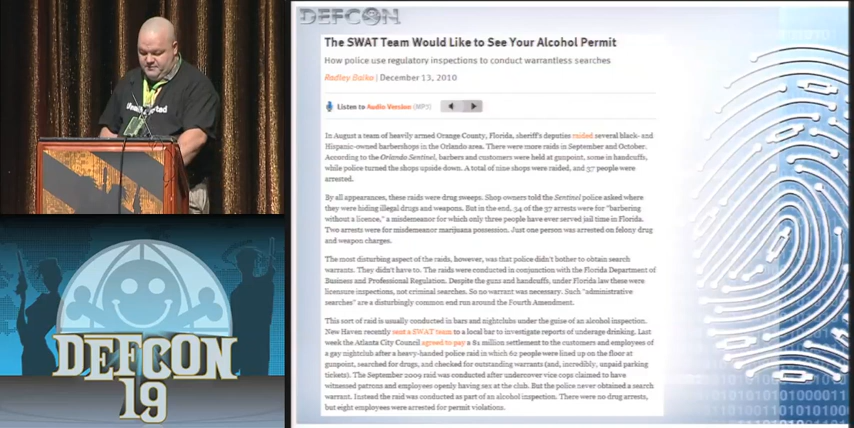 DEFCON
The SWAT Team Would Like to See Your Alcohol Permit
How police use regulatory inspections to conduct warrantless searches
Radley Balko | December 13, 2010
Listen to Audio Version (MP3)
In August a team of heavily armed Orange County, Florida, sheriff's deputies raided several black- and
Hispanic-owned barbershops in the Orlando area. There were more raids in September and October.
According to the Orlando Sentinel, barbers and customers were held at gunpoint, some in handcuffs,
while police turned the shops upside down. A total of nine shops were raided, and 37 people were
arrested.
By all appearances, these raids were drug sweeps. Shop owners told the Sentinel police asked where
they were hiding illegal drugs and weapons. But in the end, 34 of the 37 arrests were for "barbering
without a licence," a misdemeanor for which only three people have ever served jail time in Florida.
Two arrests were for misdemeanor marijuana possession. Just one person was arrested on felony drug
and weapon charges.
The most disturbing aspect of the raids, however, was that police didn't bother to obtain search
warrants. They didn't have to. The raids were conducted in conjunction with the Florida Department of
Business and Professional Regulation. Despite the guns and handcuffs, under Florida law these were
licensure inspections, not criminal searches. So no warrant was necessary. Such "administrative
searches" are a disturbingly common end run around the Fourth Amendment.
This sort of raid is usually conducted in bars and nightclubs under the guise of an alcohol inspection.
New Haven recently sent a SWAT team to a local bar to investigate reports of underage drinking. Last
week the Atlanta City Council agreed to pay a $1 million settlement to the customers and employees of
a gay nightclub after a heavy-handed police raid in which 62 people were lined up on the floor at
gunpoint, searched for drugs, and checked for outstanding warrants (and, incredibly, unpaid parking
tickets). The September 2009 raid was conducted after undercover vice cops claimed to have
witnessed patrons and employees openly having sex at the club. But the police never obtained a search
warrant. Instead the raid was conducted as part of an alcohol inspection. There were no drug arrests,
but eight employees were arrested for permit violations.
DEFCON
19